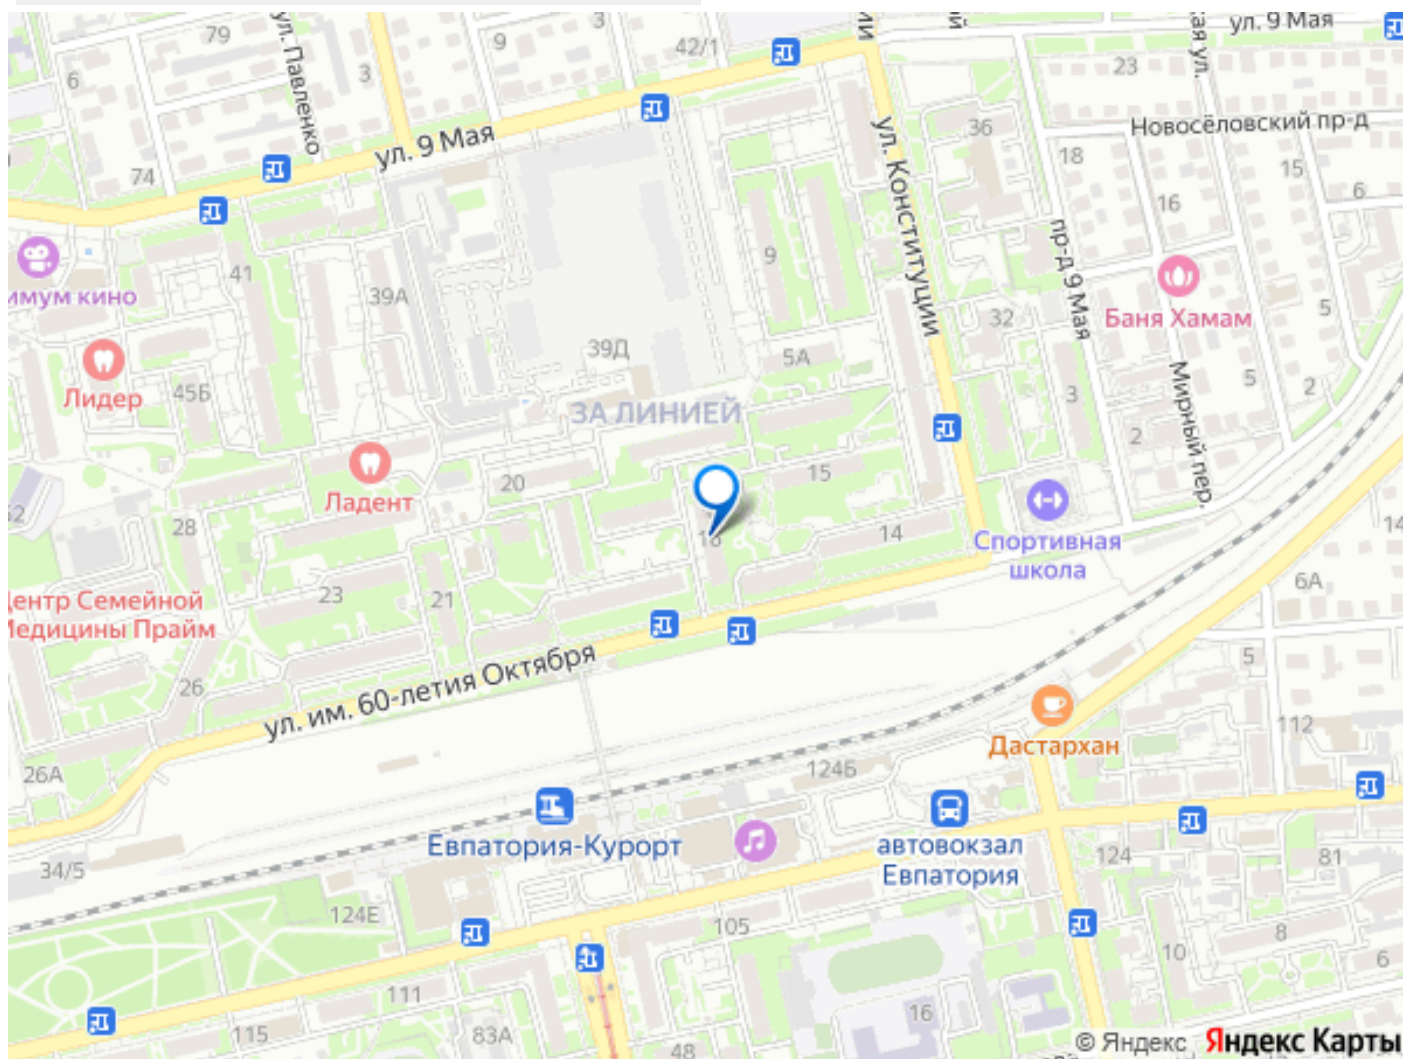 79
9
3
42/1
ул. 9 Мая
6
ул. Павленко
3
23
ул. 9 Мая
ул. Конституции
36
Новосёловский пр-д
74
18
15
16
6
9
41
39А
пр-д 9 Мая
имум кино
32
Баня Хамам
5
39Д
5А
45Б
Лидер
ЗА ЛИНИЕЙ
3
Мирный пер.
5
2
2
15
20
Ладент
28
14
Спортивная
школа
14
6А
Центр Семейной
Медицины Прайм
23
21
26
ул. им. 60-летия Октября
5
112
Дастархан
26А
124Б
Евпатория-Курорт
автовокзал
Евпатория
124
81
34/5
124Е
105
10
8
6
111
115
83А
48
16
© Яндекс Яндекс Карты